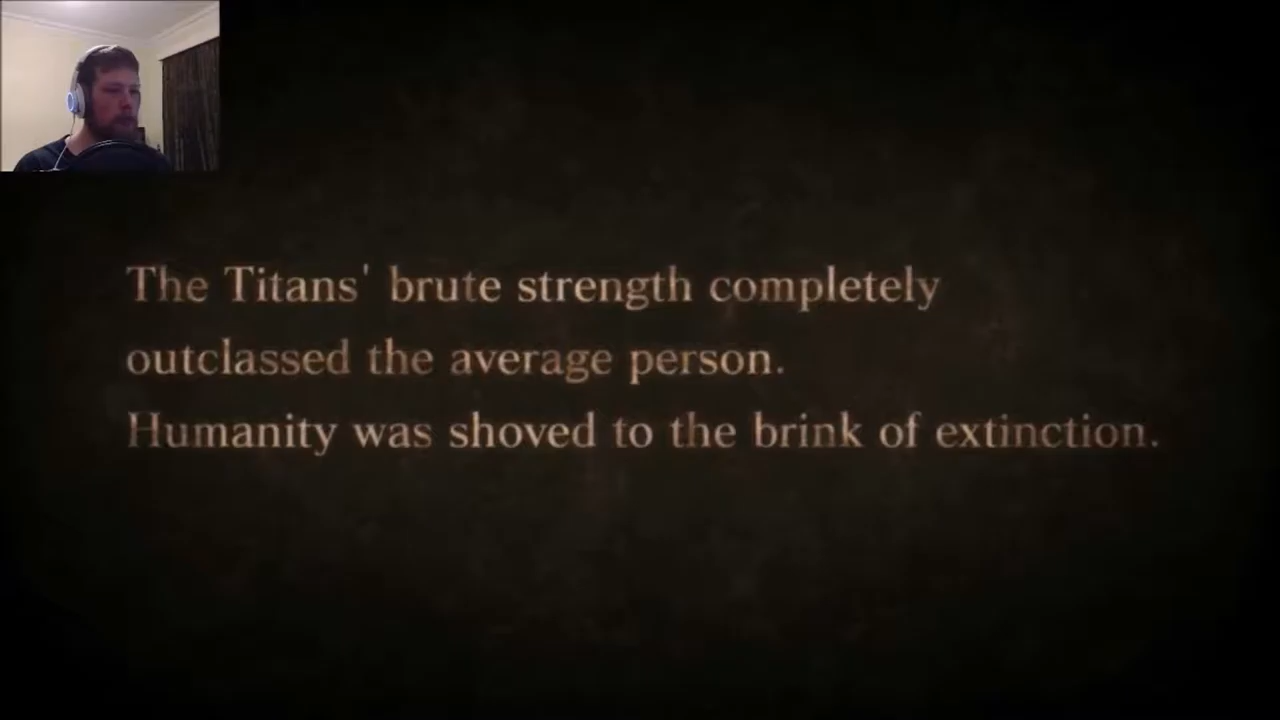 The Titans' brute strength completely
outclassed the average person.
Humanity was shoved to the brink of extinction.